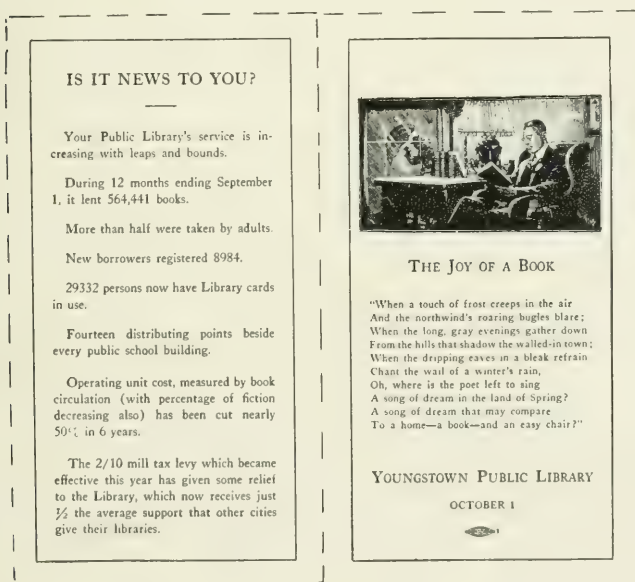 IS IT NEWS TO YOU?
Your Public Library's service is in-
creasing with leaps and bounds.
During 12 months ending September
1, it lent 564,441 books.
More than half were taken by adults.
New borrowers registered 8984.
29332 persons now have Library cards
in use.
Fourteen distributing points beside
every public school building.
Operating unit cost, measured by book
circulation (with percentage of fiction
decreasing also) has been cut nearly
50% in 6 years.
The 2/10 mill tax levy which became
effective this year has given some relief
to the Library, which now receives just
½ the average support that other cities
give their libraries.
THE JOY OF A BOOK
"When a touch of frost creeps in the air
And the northwind's roaring bugles blare;
When the long, gray evenings gather down
From the hills that shadow the walled-in town;
When the dripping eaves in a bleak refrain
Chant the wail of a winter's rain,
Oh, where is the poet left to sing
A song of dream in the land of Spring?
A song of dream that may compare
To a home—a book—and an easy chair?"
YOUNGSTOWN PUBLIC LIBRARY
OCTOBER 1